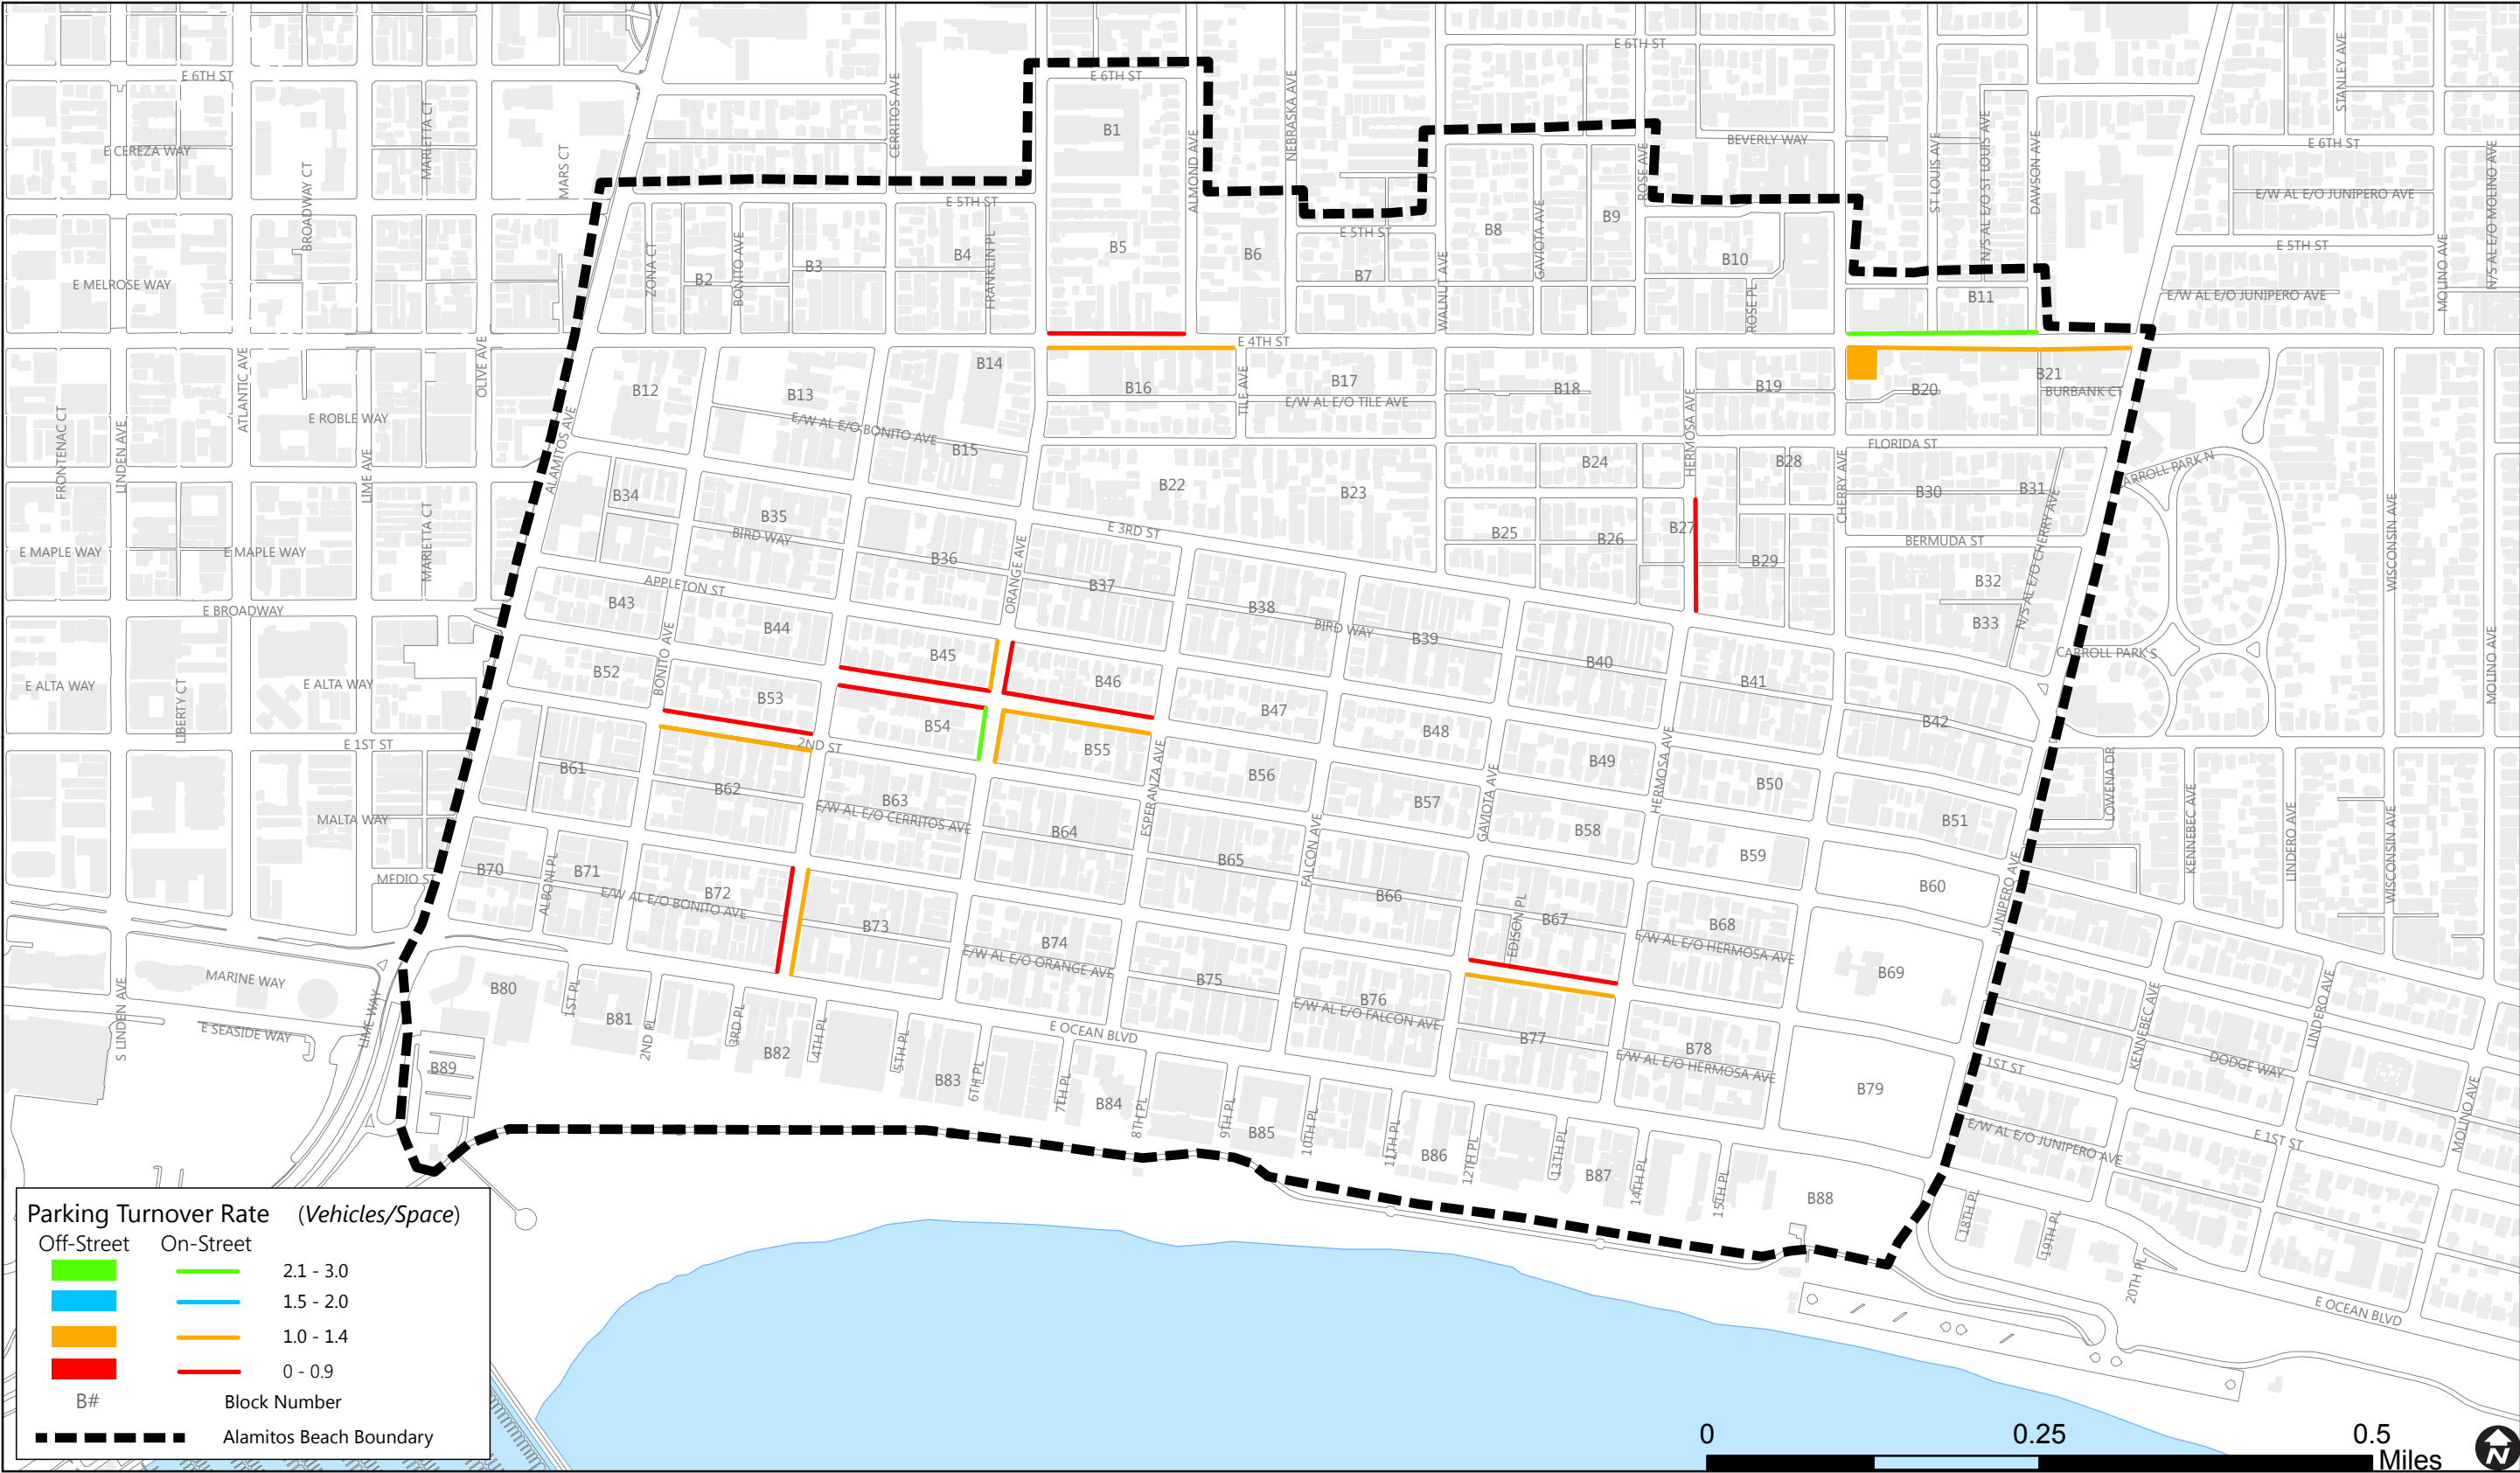 E 6TH ST
E 6TH ST
E 6TH ST
E CEREZA WAY
BROADWAY CT
MARIETTA CT
MARS CT
CERRITOS AVE
B1
ALMOND AVE
NEBRASKA AVE
BEVERLY WAY
ROSE AVE
ST LOUIS AVE
N/S AL E/O ST LOUIS AVE
DAWSON AVE
STANLEY AVE
E 6TH ST
E/W AL E/O JUNIPERO AVE
N/S AL E/O MOLINO AVE
E 5TH ST
E 5TH ST
E 5TH ST
E MELROSE WAY
ZONA CT
B2
BONITO AVE
B3
B4
FRANKLIN PL
B5
B6
B7
WALNUT AVE
B8
GAVIOTA AVE
B9
B10
ROSE PL
B11
E/W AL E/O JUNIPERO AVE
MOLINO AVE
E 4TH ST
FRONTENAC CT
LINDEN AVE
ATLANTIC AVE
E ROBLE WAY
LIME AVE
OLIVE AVE
ALAMITOS AVE
B12
B13
B14
E/W AL E/O BONITO AVE
B15
B16
TILE AVE
B17
E/W AL E/O TILE AVE
B18
HERMOSA AVE
B19
B20
B21
BURBANK CT
FLORIDA ST
B22
B23
B24
B28
CHERRY AVE
B30
B31
CARROLL PARK N
B34
B35
BIRD WAY
B36
ORANGE AVE
E 3RD ST
B37
B25
B26
B27
B29
BERMUDA ST
B32
N/S AL E/O CHERRY AVE
B33
CARROLL PARK S
WISCONSIN AVE
E MAPLE WAY
E MAPLE WAY
MARIETTA CT
E BROADWAY
APPLETON ST
B43
B44
B38
BIRD WAY
B39
B40
B41
B42
MOLINO AVE
E ALTA WAY
LIBERTY CT
E ALTA WAY
B52
BONITO AVE
B53
B45
B46
B47
B48
B49
HERMOSA AVE
B50
B51
LOWENA DR
KENNEBEC AVE
LINDERO AVE
WISCONSIN AVE
E 1ST ST
MALTA WAY
MEDIO ST
B54
2ND ST
B55
ESPERANZA AVE
B56
B57
GAVIOTA AVE
B58
B59
B60
JUNIPERO AVE
B61
B62
B63
E/W AL E/O CERRITOS AVE
B64
B65
FALCON AVE
B66
EDISON PL
B67
B68
E/W AL E/O HERMOSA AVE
B69
B70
ALBONI PL
B71
B72
E/W AL E/O BONITO AVE
B73
B74
E/W AL E/O ORANGE AVE
B75
B76
E/W AL E/O FALCON AVE
B77
B78
E/W AL E/O HERMOSA AVE
B79
E 1ST ST
KENNEBEC AVE
DODGE WAY
LINDERO AVE
MOLINO AVE
E 1ST ST
E/W AL E/O JUNIPERO AVE
S LINDEN AVE
MARINE WAY
E SEASIDE WAY
LIME WAY
B89
B80
1ST PL
B81
2ND PL
3RD PL
B82
4TH PL
5TH PL
B83
6TH PL
E OCEAN BLVD
7TH PL
B84
8TH PL
9TH PL
B85
10TH PL
11TH PL
B86
12TH PL
13TH PL
B87
14TH PL
15TH PL
B88
18TH PL
19TH PL
20TH PL
E OCEAN BLVD
Parking Turnover Rate (Vehicles/Space)
Off-Street On-Street
2.1 - 3.0
1.5 - 2.0
1.0 - 1.4
0 - 0.9
B# Block Number
Alamitos Beach Boundary
0 0.25 0.5
Miles
N